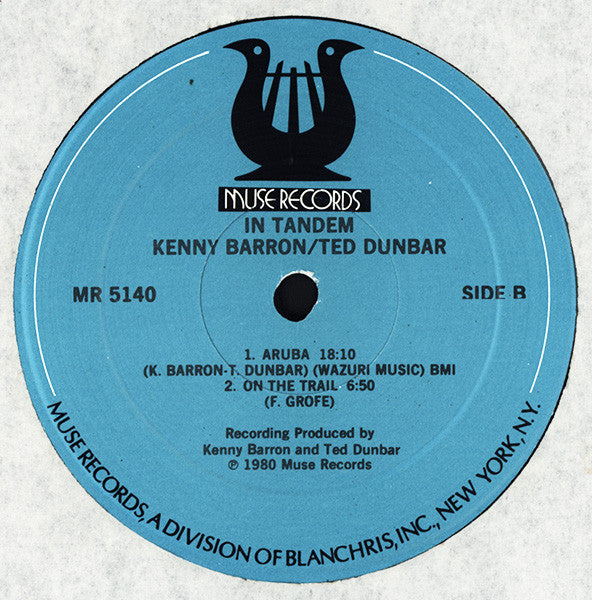 MUSE RECORDS
IN TANDEM
KENNY BARRON/TED DUNBAR
MR 5140
SIDE B
1. ARUBA 18:10
(K. BARRON-T. DUNBAR) (WAZURI MUSIC) BMI
2. ON THE TRAIL 6:50
(F. GROFE)
Recording Produced by
Kenny Barron and Ted Dunbar
℗ 1980 Muse Records
MUSE RECORDS, A DIVISION OF BLANCHRIS, INC., NEW YORK, N.Y.